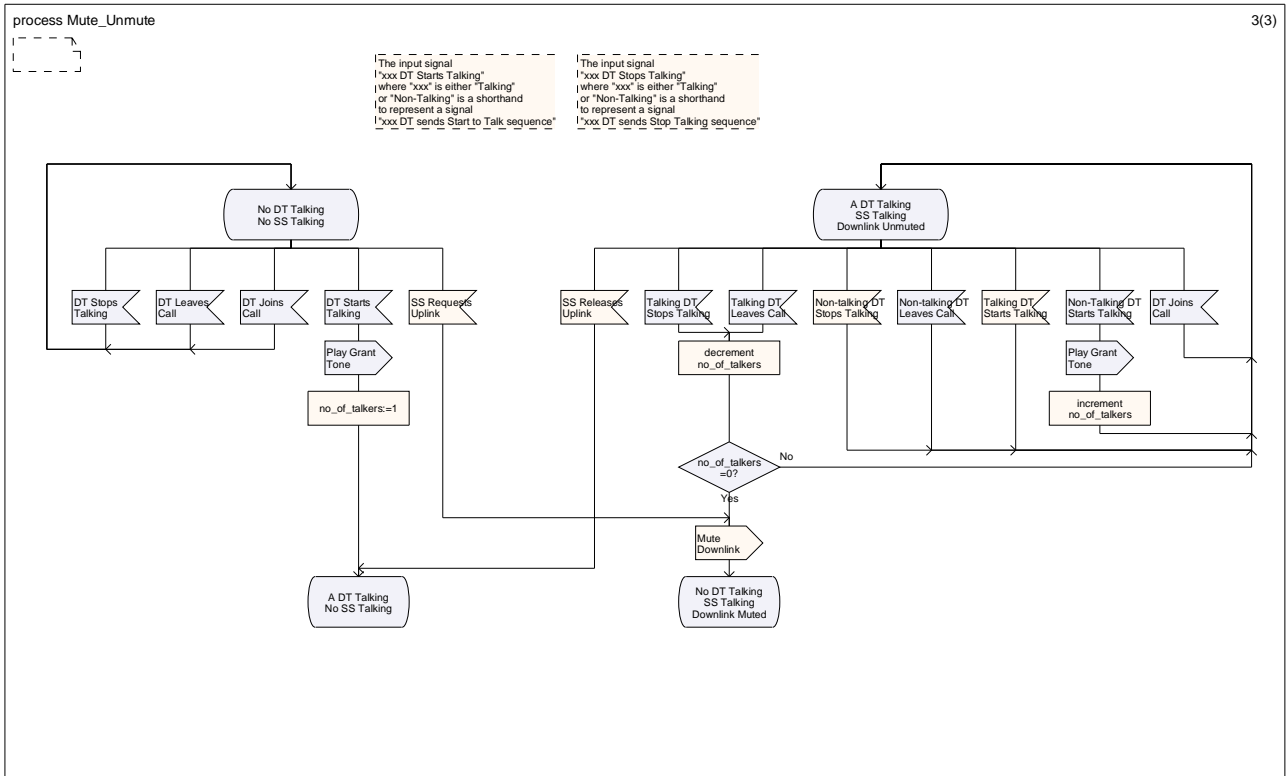 process Mute_Unmute
3(3)
The input signal
"xxx DT Starts Talking"
where "xxx" is either "Talking"
or "Non-Talking" is a shorthand
to represent a signal
"xxx DT sends Start to Talk sequence"
The input signal
"xxx DT Stops Talking"
where "xxx" is either "Talking"
or "Non-Talking" is a shorthand
to represent a signal
"xxx DT sends Stop Talking sequence"
No DT Talking
No SS Talking
A DT Talking
SS Talking
Downlink Unmuted
DT Stops
Talking
DT Leaves
Call
DT Joins
Call
DT Starts
Talking
SS Requests
Uplink
SS Releases
Uplink
Talking DT
Stops Talking
Talking DT
Leaves Call
Non-talking DT
Stops Talking
Non-talking DT
Leaves Call
Talking DT
Starts Talking
Non-Talking DT
Starts Talking
DT Joins
Call
Play Grant
Tone
decrement
no_of_talkers
Play Grant
Tone
no_of_talkers:=1
increment
no_of_talkers
no_of_talkers
=0?
No
Yes
Mute
Downlink
A DT Talking
No SS Talking
No DT Talking
SS Talking
Downlink Muted